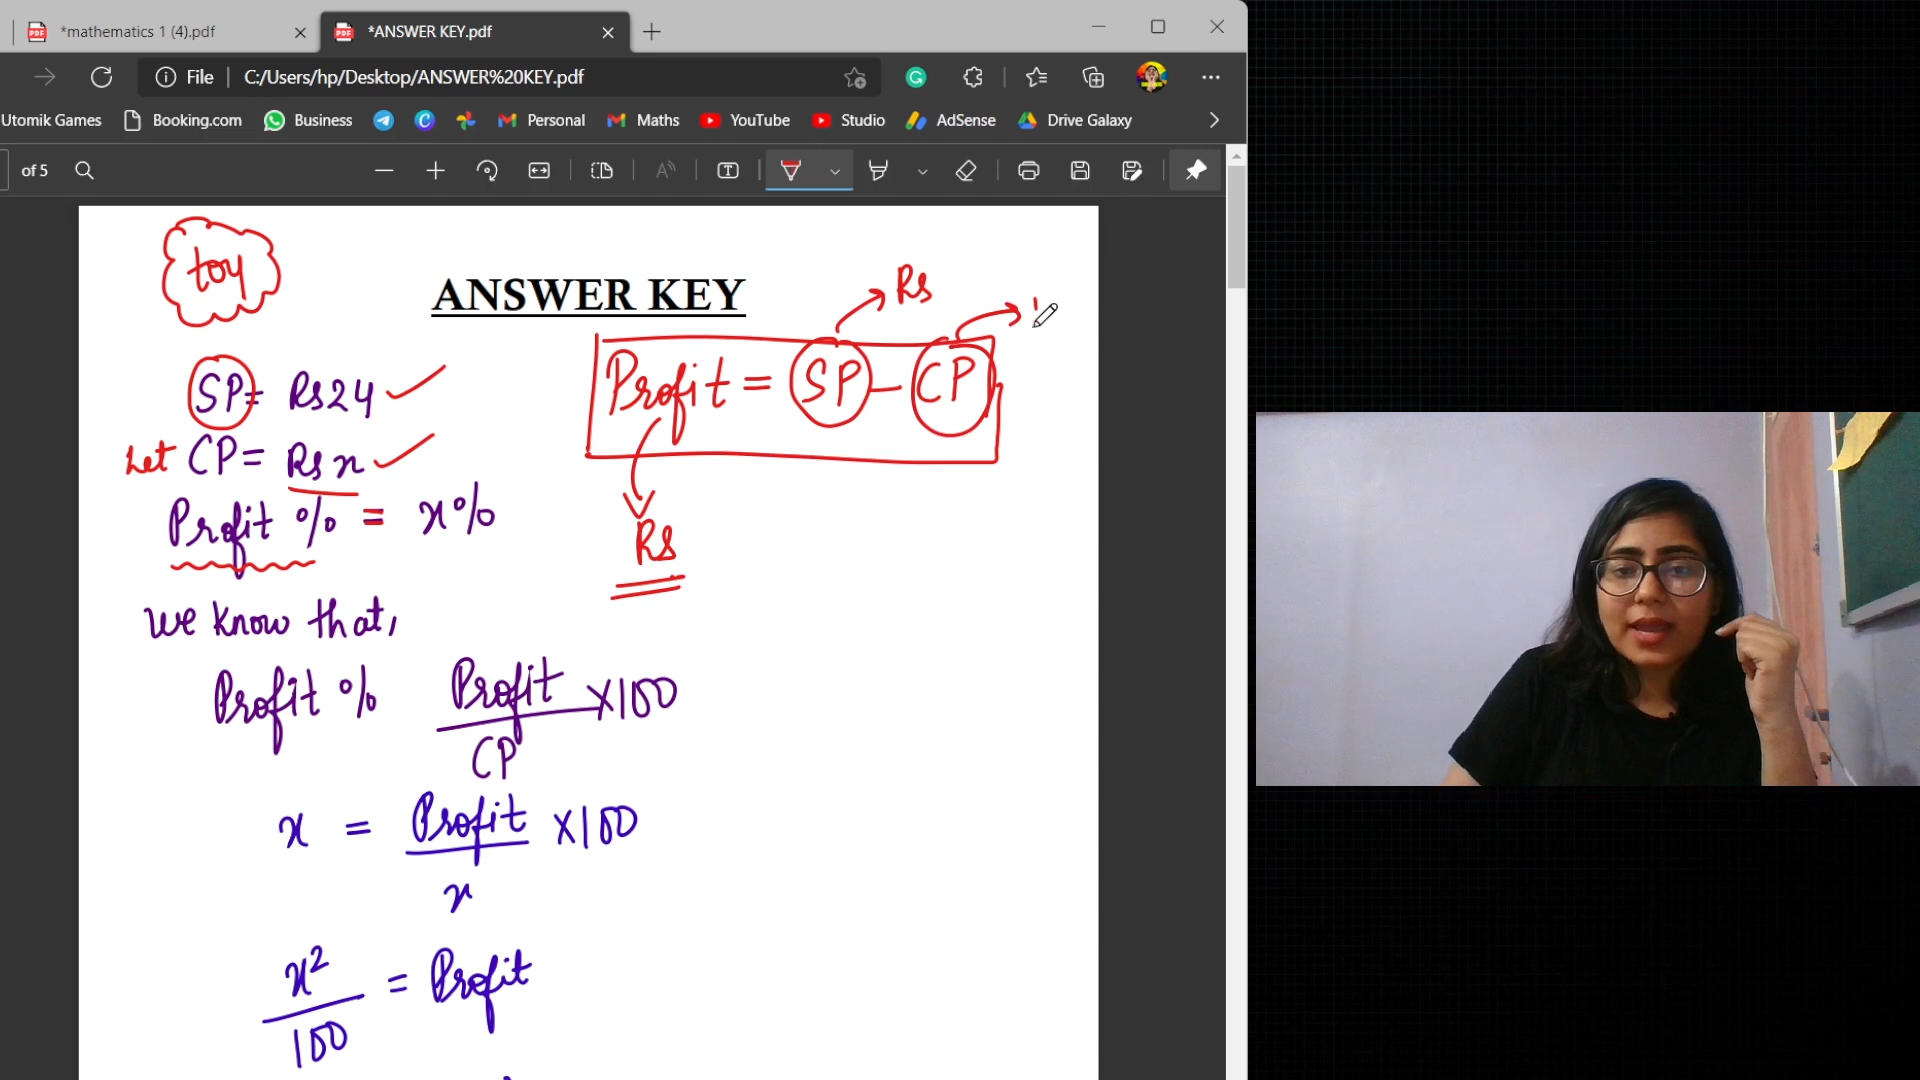 *mathematics 1 (4).pdf
*ANSWER KEY.pdf
File
C:/Users/hp/Desktop/ANSWER%20KEY.pdf
Utomik Games Booking.com Business Personal Maths YouTube Studio AdSense Drive Galaxy
of 5
toy
ANSWER KEY
Rs
SP= Rs24
Profit = SP - CP
Let CP= Rs x
Profit % = x%
Rs
We know that,
Profit % Profit/CP ×100
x = Profit/x ×100
x²/100 = Profit